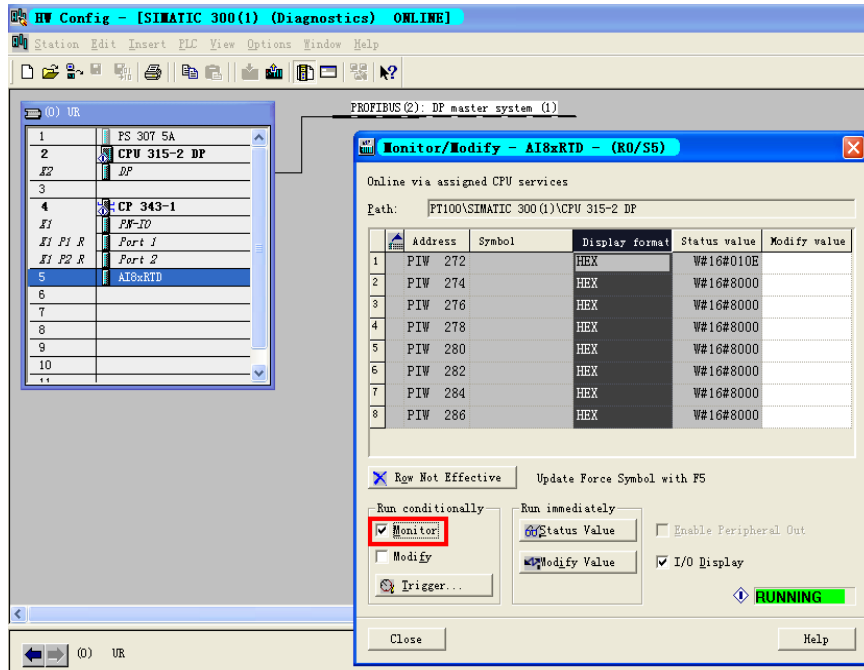 HW Config - [SIMATIC 300(1) (Diagnostics)  ONLINE]
Station Edit Insert PLC View Options Window Help
(0) UR
1 PS 307 5A
2 CPU 315-2 DP
X2 DP
3
4 CP 343-1
X1 PN-IO
X1 P1 R Port 1
X1 P2 R Port 2
5 AI8xRTD
6
7
8
9
10
11
PROFIBUS(2): DP master system (1)
Monitor/Modify - AI8xRTD - (R0/S5)
Online via assigned CPU services
Path: PT100\SIMATIC 300(1)\CPU 315-2 DP
Address Symbol Display format Status value Modify value
1 PIW 272 HEX W#16#010E
2 PIW 274 HEX W#16#8000
3 PIW 276 HEX W#16#8000
4 PIW 278 HEX W#16#8000
5 PIW 280 HEX W#16#8000
6 PIW 282 HEX W#16#8000
7 PIW 284 HEX W#16#8000
8 PIW 286 HEX W#16#8000
Row Not Effective Update Force Symbol with F5
Run conditionally Run immediately
Monitor Status Value Enable Peripheral Out
Modify Modify Value I/O Display
Trigger...
RUNNING
Close Help
(0) UR